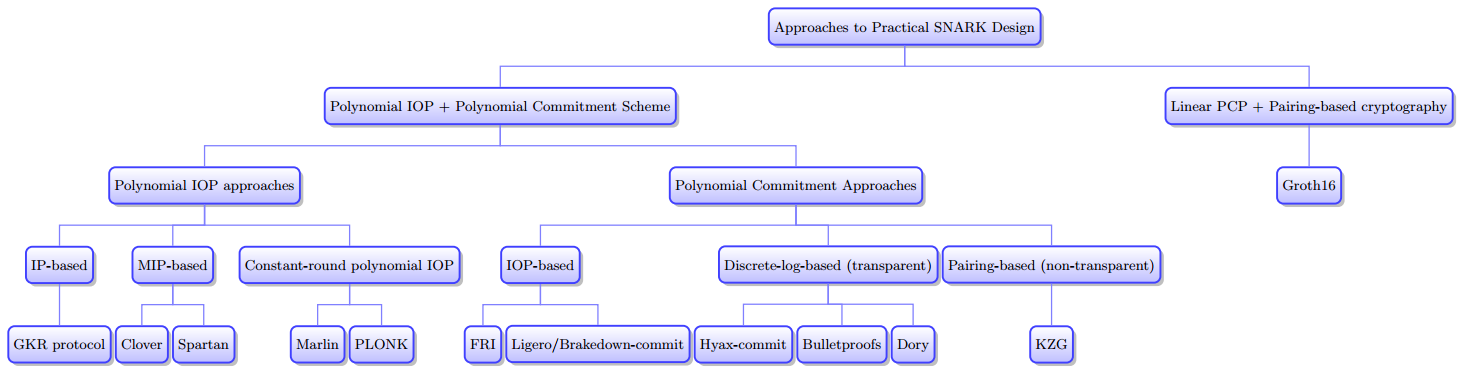 Approaches to Practical SNARK Design
Polynomial IOP + Polynomial Commitment Scheme
Linear PCP + Pairing-based cryptography
Polynomial IOP approaches
Polynomial Commitment Approaches
Groth16
IP-based
MIP-based
Constant-round polynomial IOP
IOP-based
Discrete-log-based (transparent)
Pairing-based (non-transparent)
GKR protocol
Clover
Spartan
Marlin
PLONK
FRI
Ligero/Brakedown-commit
Hyax-commit
Bulletproofs
Dory
KZG